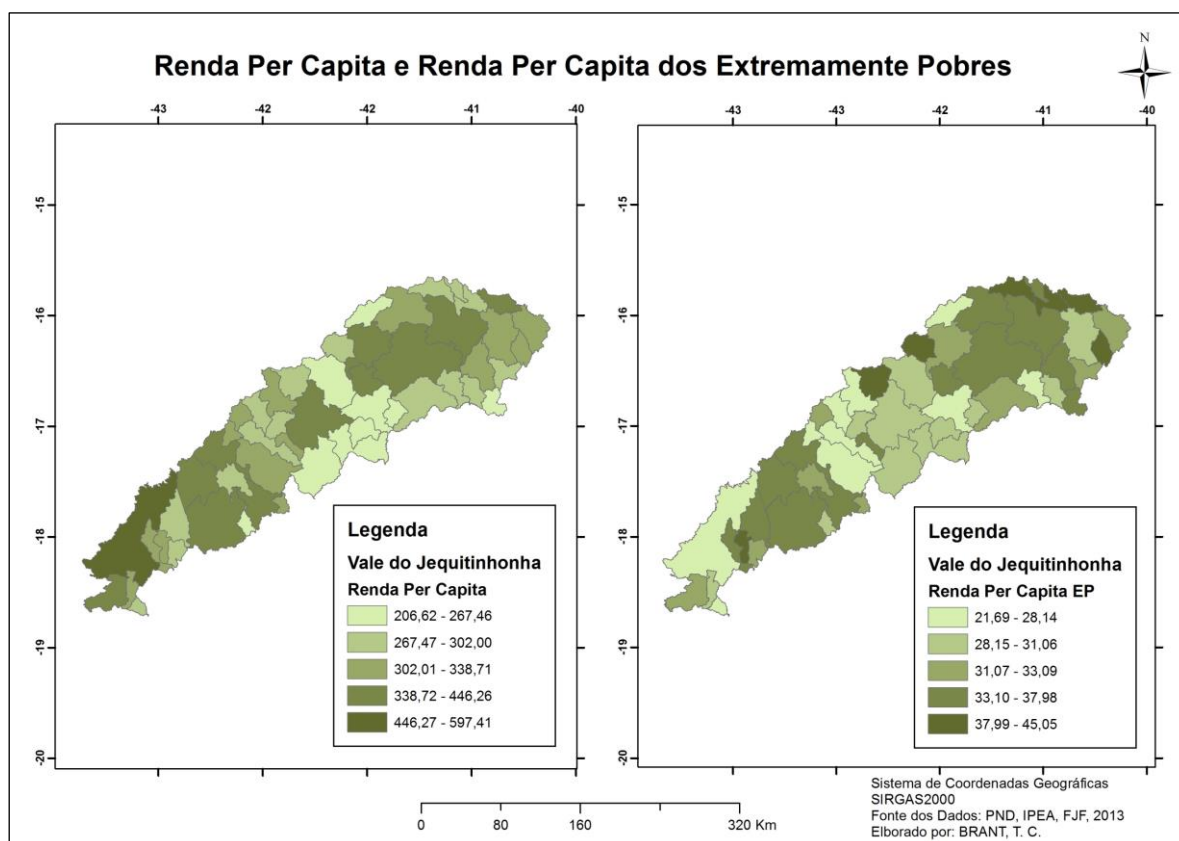 Renda Per Capita e Renda Per Capita dos Extremamente Pobres
N
-43 -42 -42 -41 -40
-15
-16
-17
-18
-19
-20
Legenda
Vale do Jequitinhonha
Renda Per Capita
206,62 - 267,46
267,47 - 302,00
302,01 - 338,71
338,72 - 446,26
446,27 - 597,41
-43 -42 -42 -41 -40
-15
-16
-17
-18
-19
-20
Legenda
Vale do Jequitinhonha
Renda Per Capita EP
21,69 - 28,14
28,15 - 31,06
31,07 - 33,09
33,10 - 37,98
37,99 - 45,05
0 80 160 320 Km
Sistema de Coordenadas Geográficas
SIRGAS2000
Fonte dos Dados: PND, IPEA, FJF, 2013
Elborado por: BRANT, T. C.